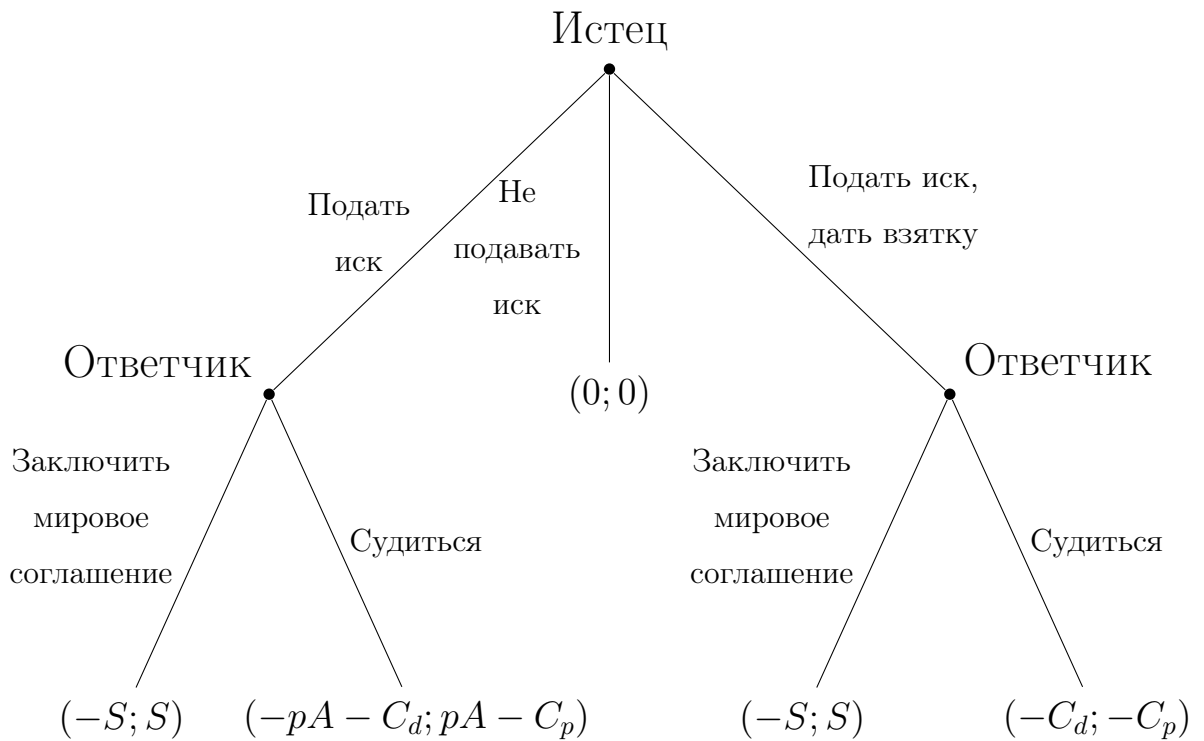 Истец
Подать
иск
Не
подавать
иск
Подать иск,
дать взятку
Ответчик
(0; 0)
Ответчик
Заключить
мировое
соглашение
Судиться
Заключить
мировое
соглашение
Судиться
(−S; S)
(−pA − C_d; pA − C_p)
(−S; S)
(−C_d; −C_p)